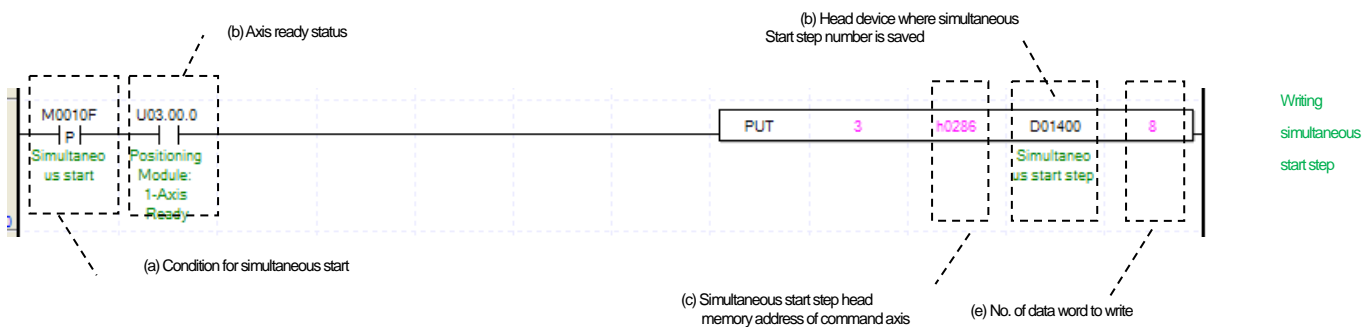 (b) Axis ready status
(b) Head device where simultaneous
Start step number is saved
M0010F
P
Simultaneo
us start
U03.00.0
Positioning
Module:
1-Axis
Ready
PUT 3 h0286 D01400 8
Simultaneo
us start step
Writing
simultaneous
start step
(a) Condition for simultaneous start
(c) Simultaneous start step head
memory address of command axis
(e) No. of data word to write